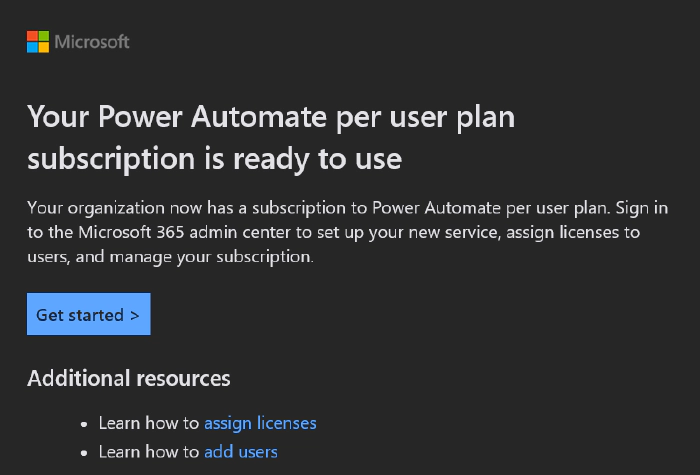 Microsoft
Your Power Automate per user plan
subscription is ready to use
Your organization now has a subscription to Power Automate per user plan. Sign in
to the Microsoft 365 admin center to set up your new service, assign licenses to
users, and manage your subscription.
Get started >
Additional resources
• Learn how to assign licenses
• Learn how to add users